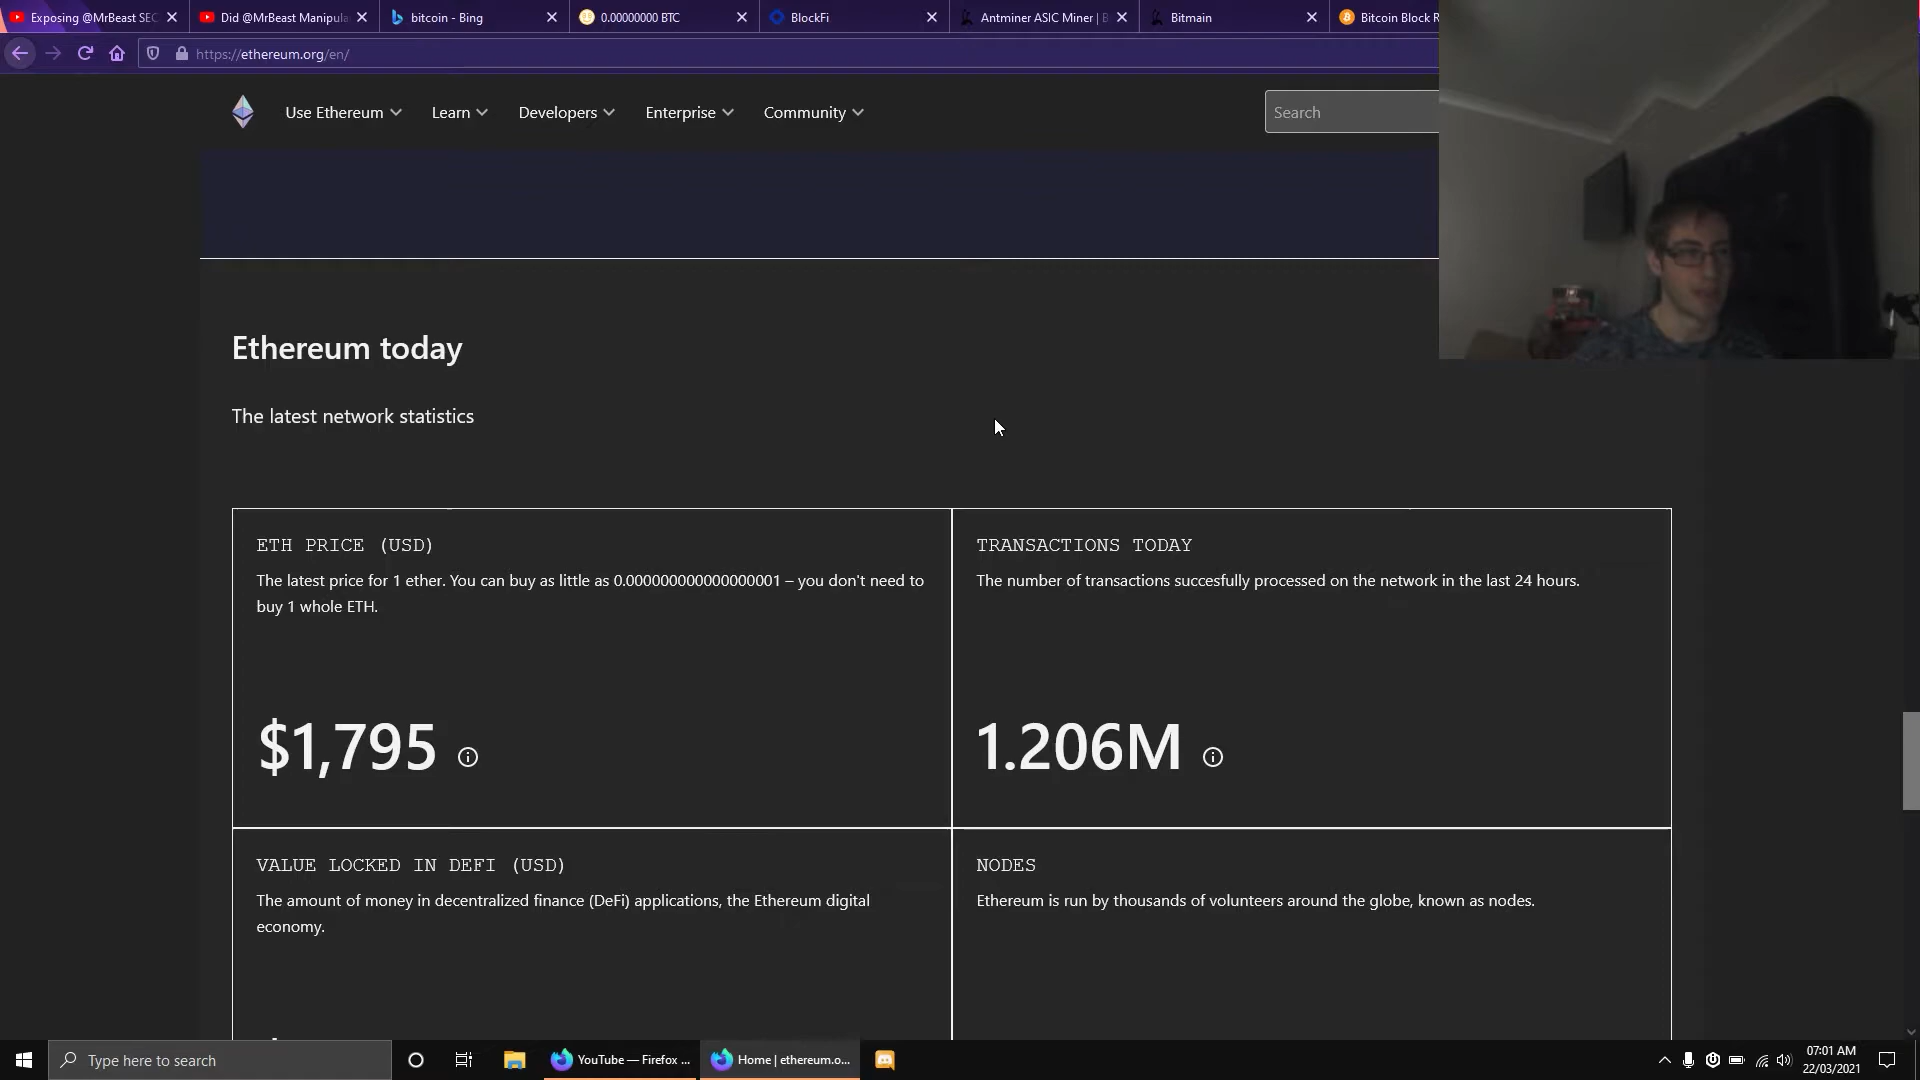 Exposing @MrBeast SEC
Did @MrBeast Manipula
bitcoin - Bing
0.00000000 BTC
BlockFi
Antminer ASIC Miner | B
Bitmain
Bitcoin Block R
https://ethereum.org/en/
Use Ethereum
Learn
Developers
Enterprise
Community
Search
Ethereum today
The latest network statistics
ETH PRICE (USD)
The latest price for 1 ether. You can buy as little as 0.000000000000000001 – you don't need to
buy 1 whole ETH.
$1,795
TRANSACTIONS TODAY
The number of transactions succesfully processed on the network in the last 24 hours.
1.206M
VALUE LOCKED IN DEFI (USD)
The amount of money in decentralized finance (DeFi) applications, the Ethereum digital
economy.
NODES
Ethereum is run by thousands of volunteers around the globe, known as nodes.
Type here to search
YouTube — Firefox ...
Home | ethereum.o...
07:01 AM
22/03/2021